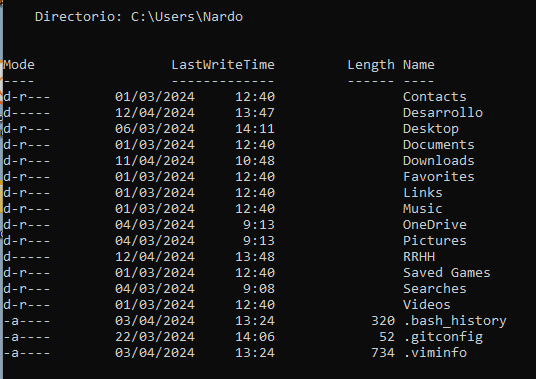 Directorio: C:\Users\Nardo
Mode LastWriteTime Length Name
---- ------------- ------ ----
d-r--- 01/03/2024 12:40 Contacts
d----- 12/04/2024 13:47 Desarrollo
d-r--- 06/03/2024 14:11 Desktop
d-r--- 01/03/2024 12:40 Documents
d-r--- 11/04/2024 10:48 Downloads
d-r--- 01/03/2024 12:40 Favorites
d-r--- 01/03/2024 12:40 Links
d-r--- 01/03/2024 12:40 Music
d-r--- 04/03/2024 9:13 OneDrive
d-r--- 04/03/2024 9:13 Pictures
d----- 12/04/2024 13:48 RRHH
d-r--- 01/03/2024 12:40 Saved Games
d-r--- 04/03/2024 9:08 Searches
d-r--- 01/03/2024 12:40 Videos
-a---- 03/04/2024 13:24 320 .bash_history
-a---- 22/03/2024 14:06 52 .gitconfig
-a---- 03/04/2024 13:24 734 .viminfo